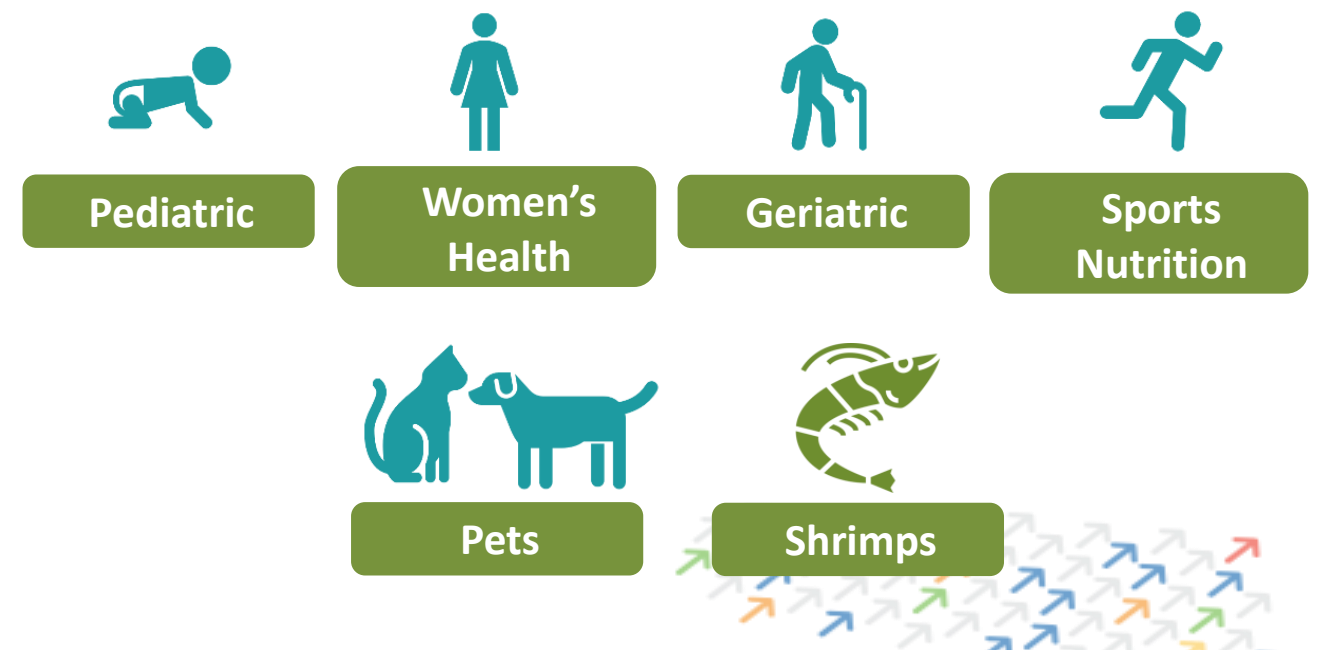 Pediatric
Women’s
Health
Geriatric
Sports
Nutrition
Pets
Shrimps